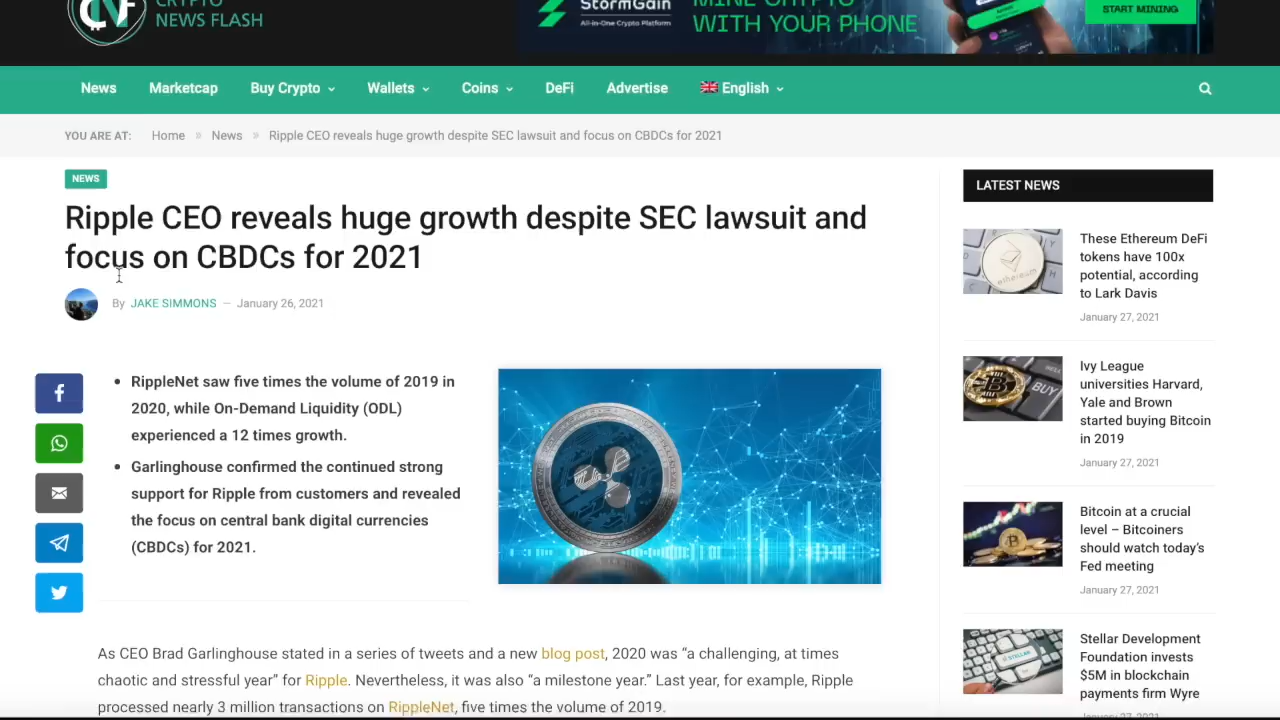 CRYPTO
NEWS FLASH
StormGain
All-in-One Crypto Platform
MINE CRYPTO
WITH YOUR PHONE
START MINING
News
Marketcap
Buy Crypto
Wallets
Coins
DeFi
Advertise
English
YOU ARE AT:
Home » News » Ripple CEO reveals huge growth despite SEC lawsuit and focus on CBDCs for 2021
NEWS
Ripple CEO reveals huge growth despite SEC lawsuit and
focus on CBDCs for 2021
By JAKE SIMMONS — January 26, 2021
• RippleNet saw five times the volume of 2019 in
2020, while On-Demand Liquidity (ODL)
experienced a 12 times growth.
• Garlinghouse confirmed the continued strong
support for Ripple from customers and revealed
the focus on central bank digital currencies
(CBDCs) for 2021.
As CEO Brad Garlinghouse stated in a series of tweets and a new blog post, 2020 was “a challenging, at times
chaotic and stressful year” for Ripple. Nevertheless, it was also “a milestone year.” Last year, for example, Ripple
processed nearly 3 million transactions on RippleNet, five times the volume of 2019.
LATEST NEWS
These Ethereum DeFi
tokens have 100x
potential, according
to Lark Davis
January 27, 2021
Ivy League
universities Harvard,
Yale and Brown
started buying Bitcoin
in 2019
January 27, 2021
BUY
Bitcoin at a crucial
level – Bitcoiners
should watch today’s
Fed meeting
January 27, 2021
Stellar Development
Foundation invests
$5M in blockchain
payments firm Wyre
January 27, 2021
STELLAR